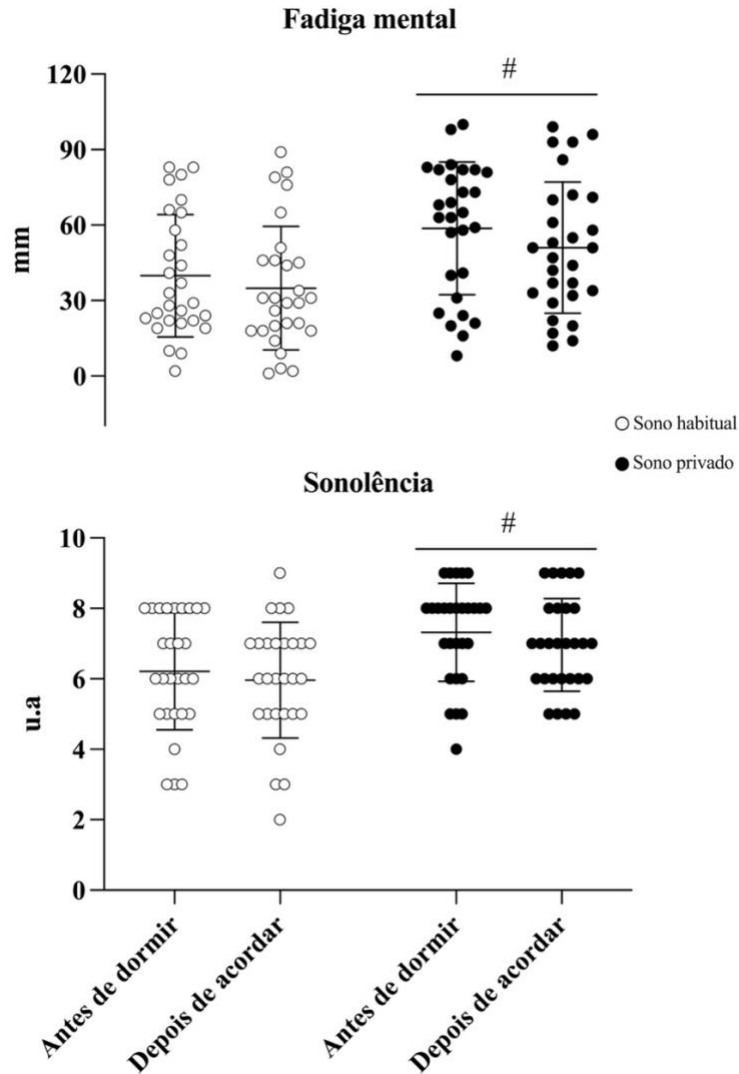 Fadiga mental
#
120
90
60
30
0
mm
Sono habitual
Sono privado
Sonolência
#
10
8
6
4
2
0
u.a
Antes de dormir
Depois de acordar
Antes de dormir
Depois de acordar